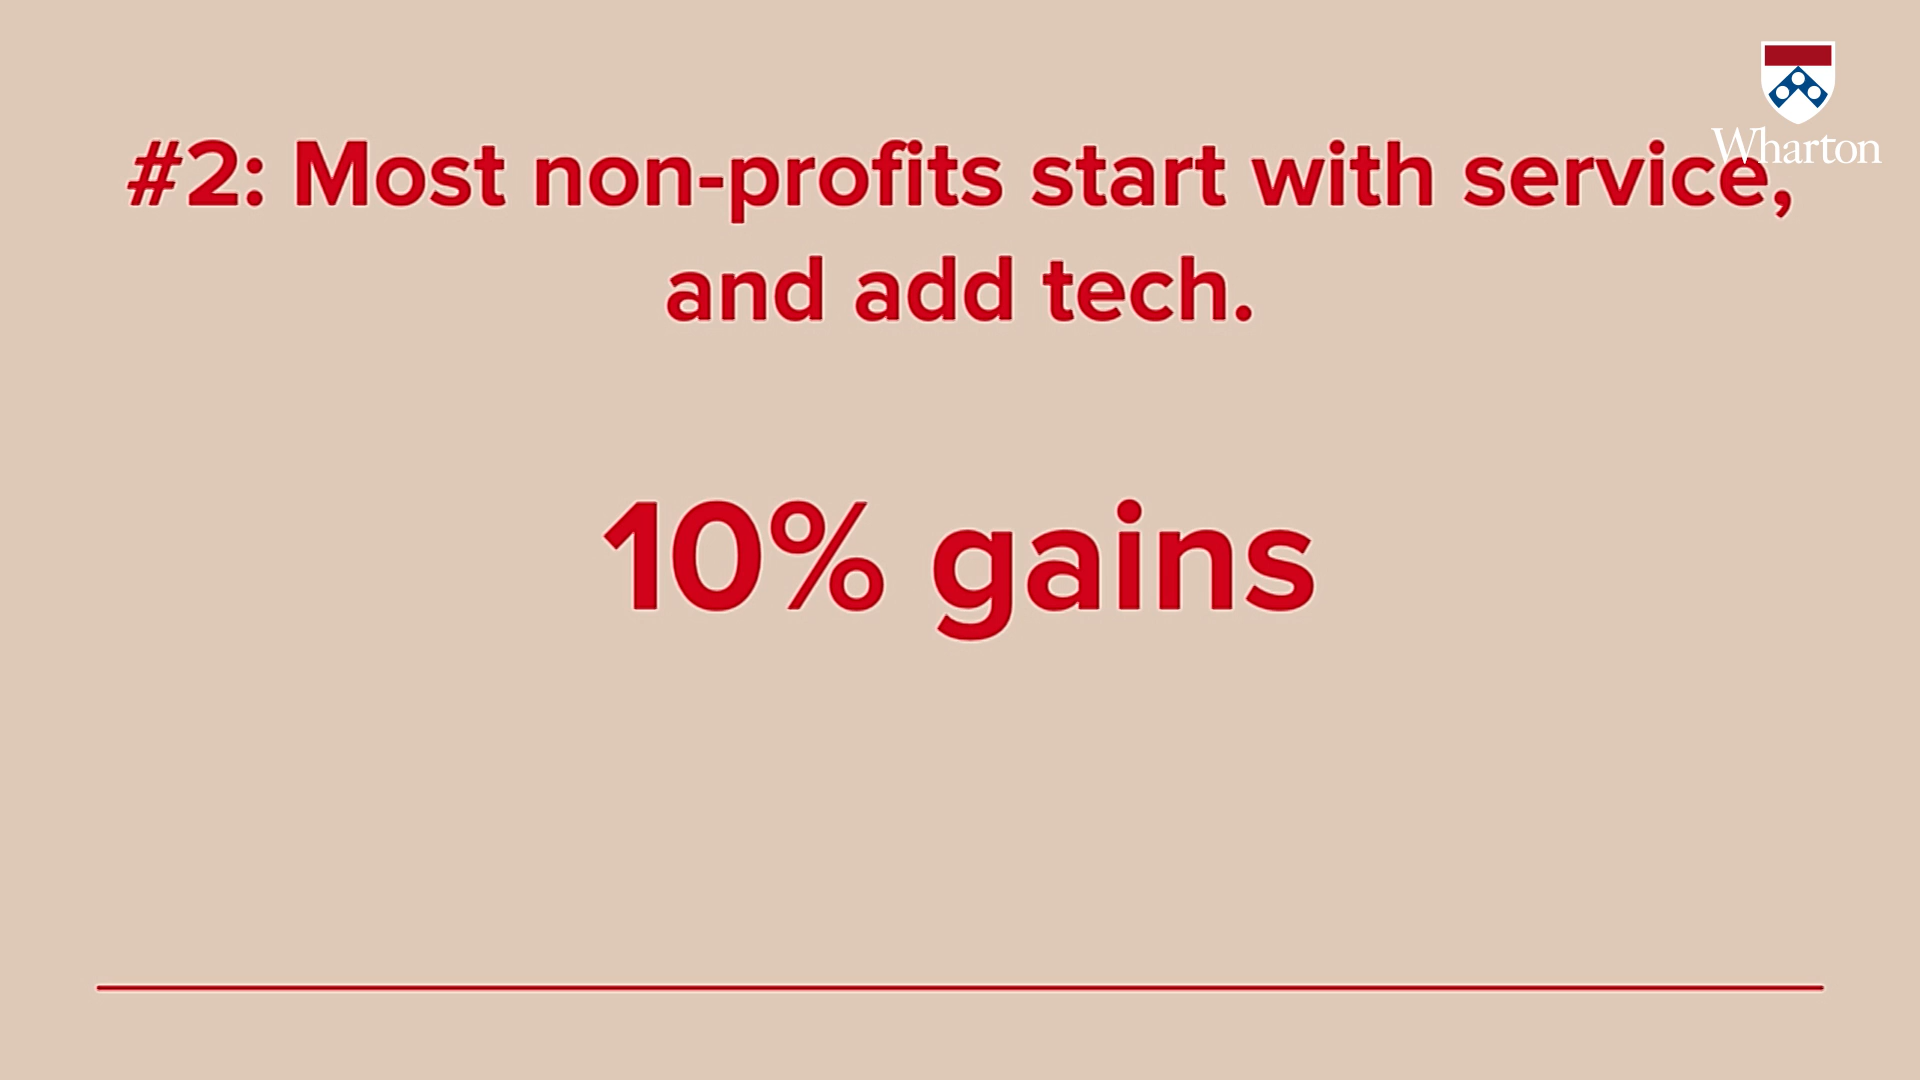 Wharton
#2: Most non-profits start with service,
and add tech.
10% gains